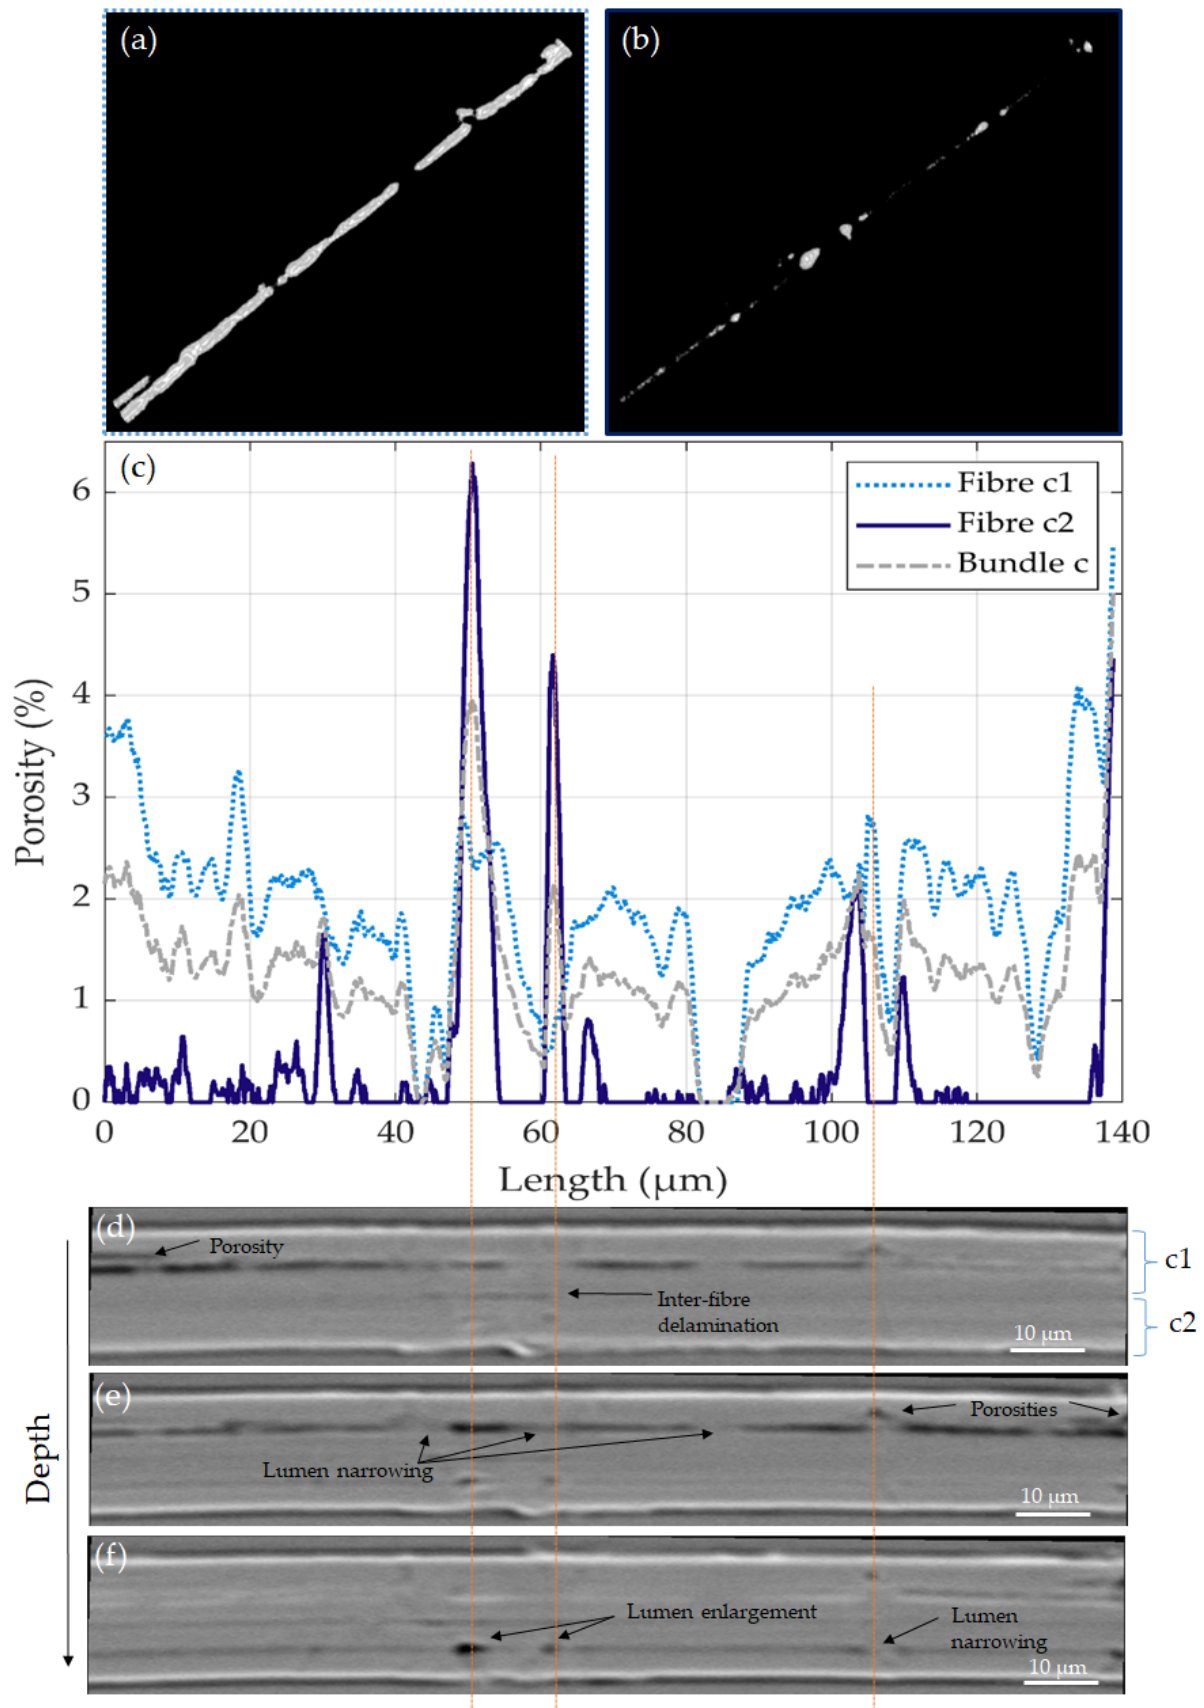 (a)
(b)
(c)
Fibre c1
Fibre c2
Bundle c
6
5
4
3
2
1
0
Porosity (%)
0 20 40 60 80 100 120 140
Length (μm)
(d)
Porosity
Inter-fibre
delamination
c1
c2
10 μm
Depth
(e)
Porosities
Lumen narrowing
10 μm
(f)
Lumen enlargement
Lumen
narrowing
10 μm